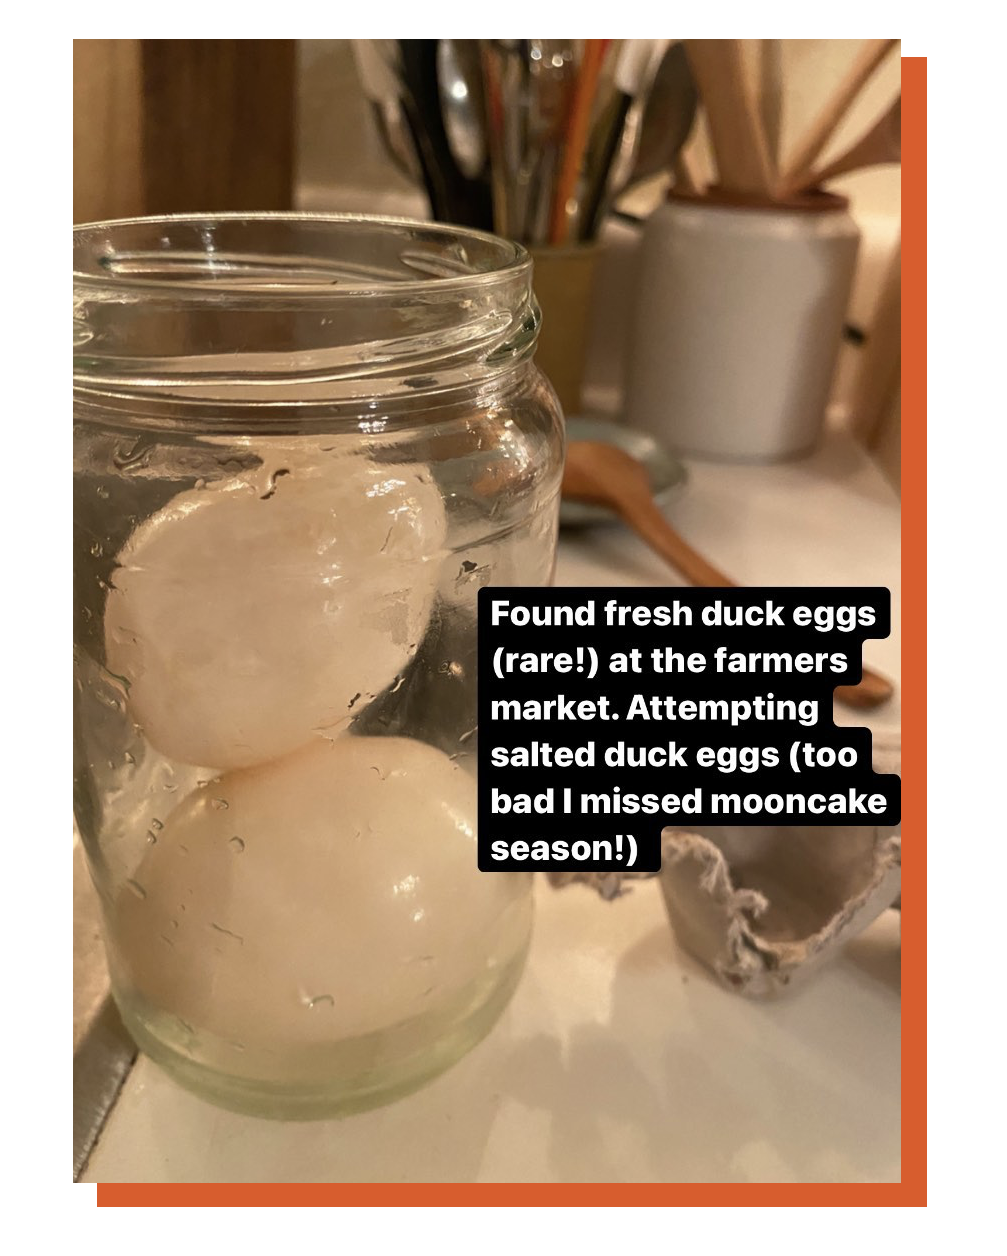 Found fresh duck eggs
(rare!) at the farmers
market. Attempting
salted duck eggs (too
bad I missed mooncake
season!)